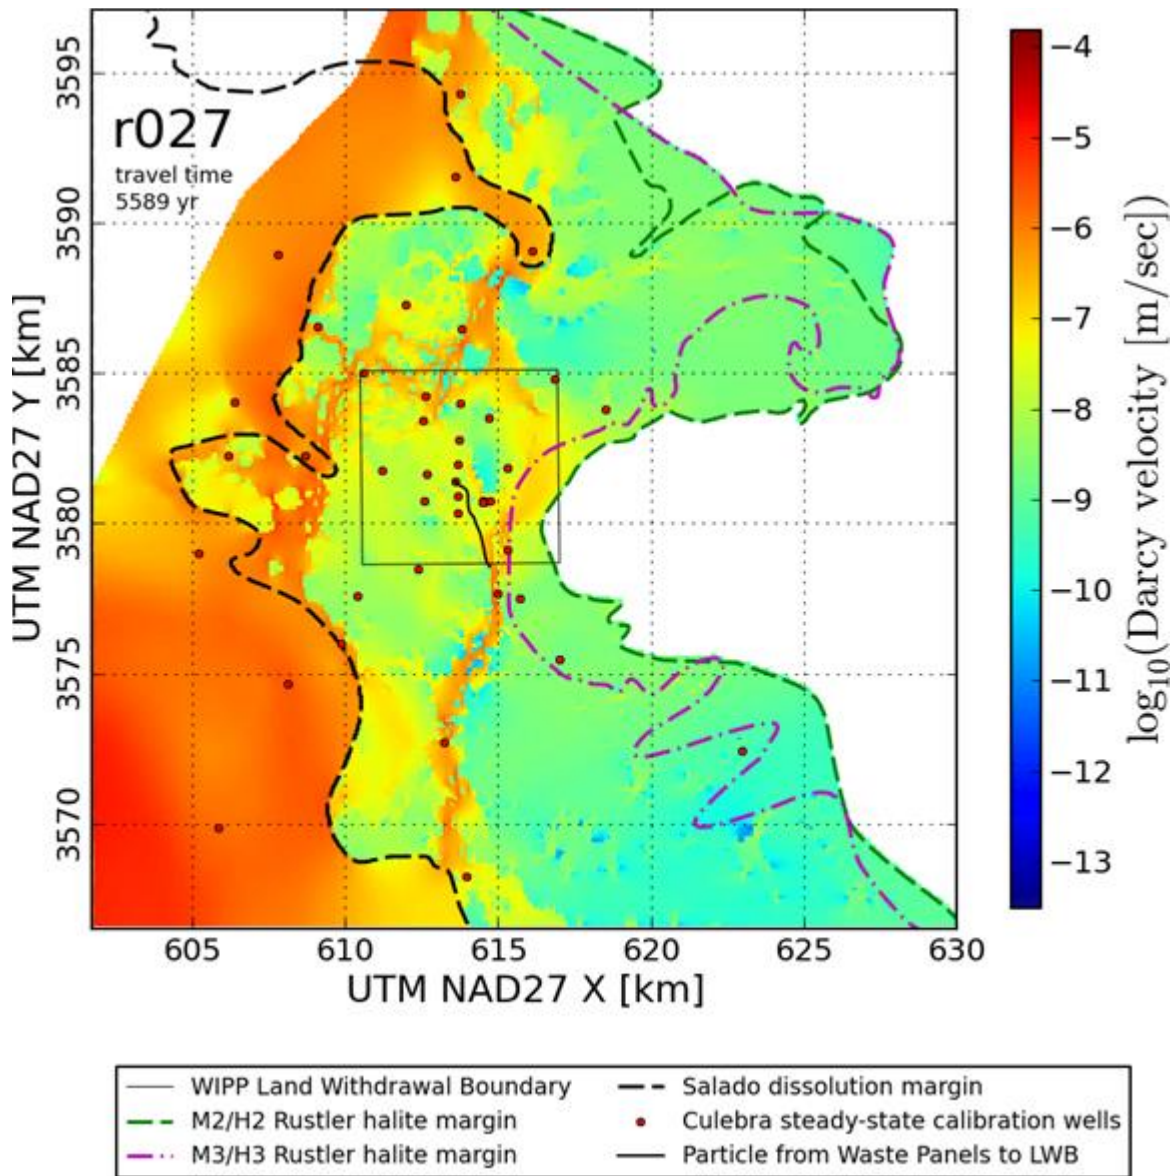 r027
travel time
5589 yr
3595
3590
3585
3580
3575
3570
UTM NAD27 Y [km]
605 610 615 620 625 630
UTM NAD27 X [km]
−4
−5
−6
−7
−8
−9
−10
−11
−12
−13
log10(Darcy velocity [m/sec])
WIPP Land Withdrawal Boundary
M2/H2 Rustler halite margin
M3/H3 Rustler halite margin
Salado dissolution margin
Culebra steady-state calibration wells
Particle from Waste Panels to LWB